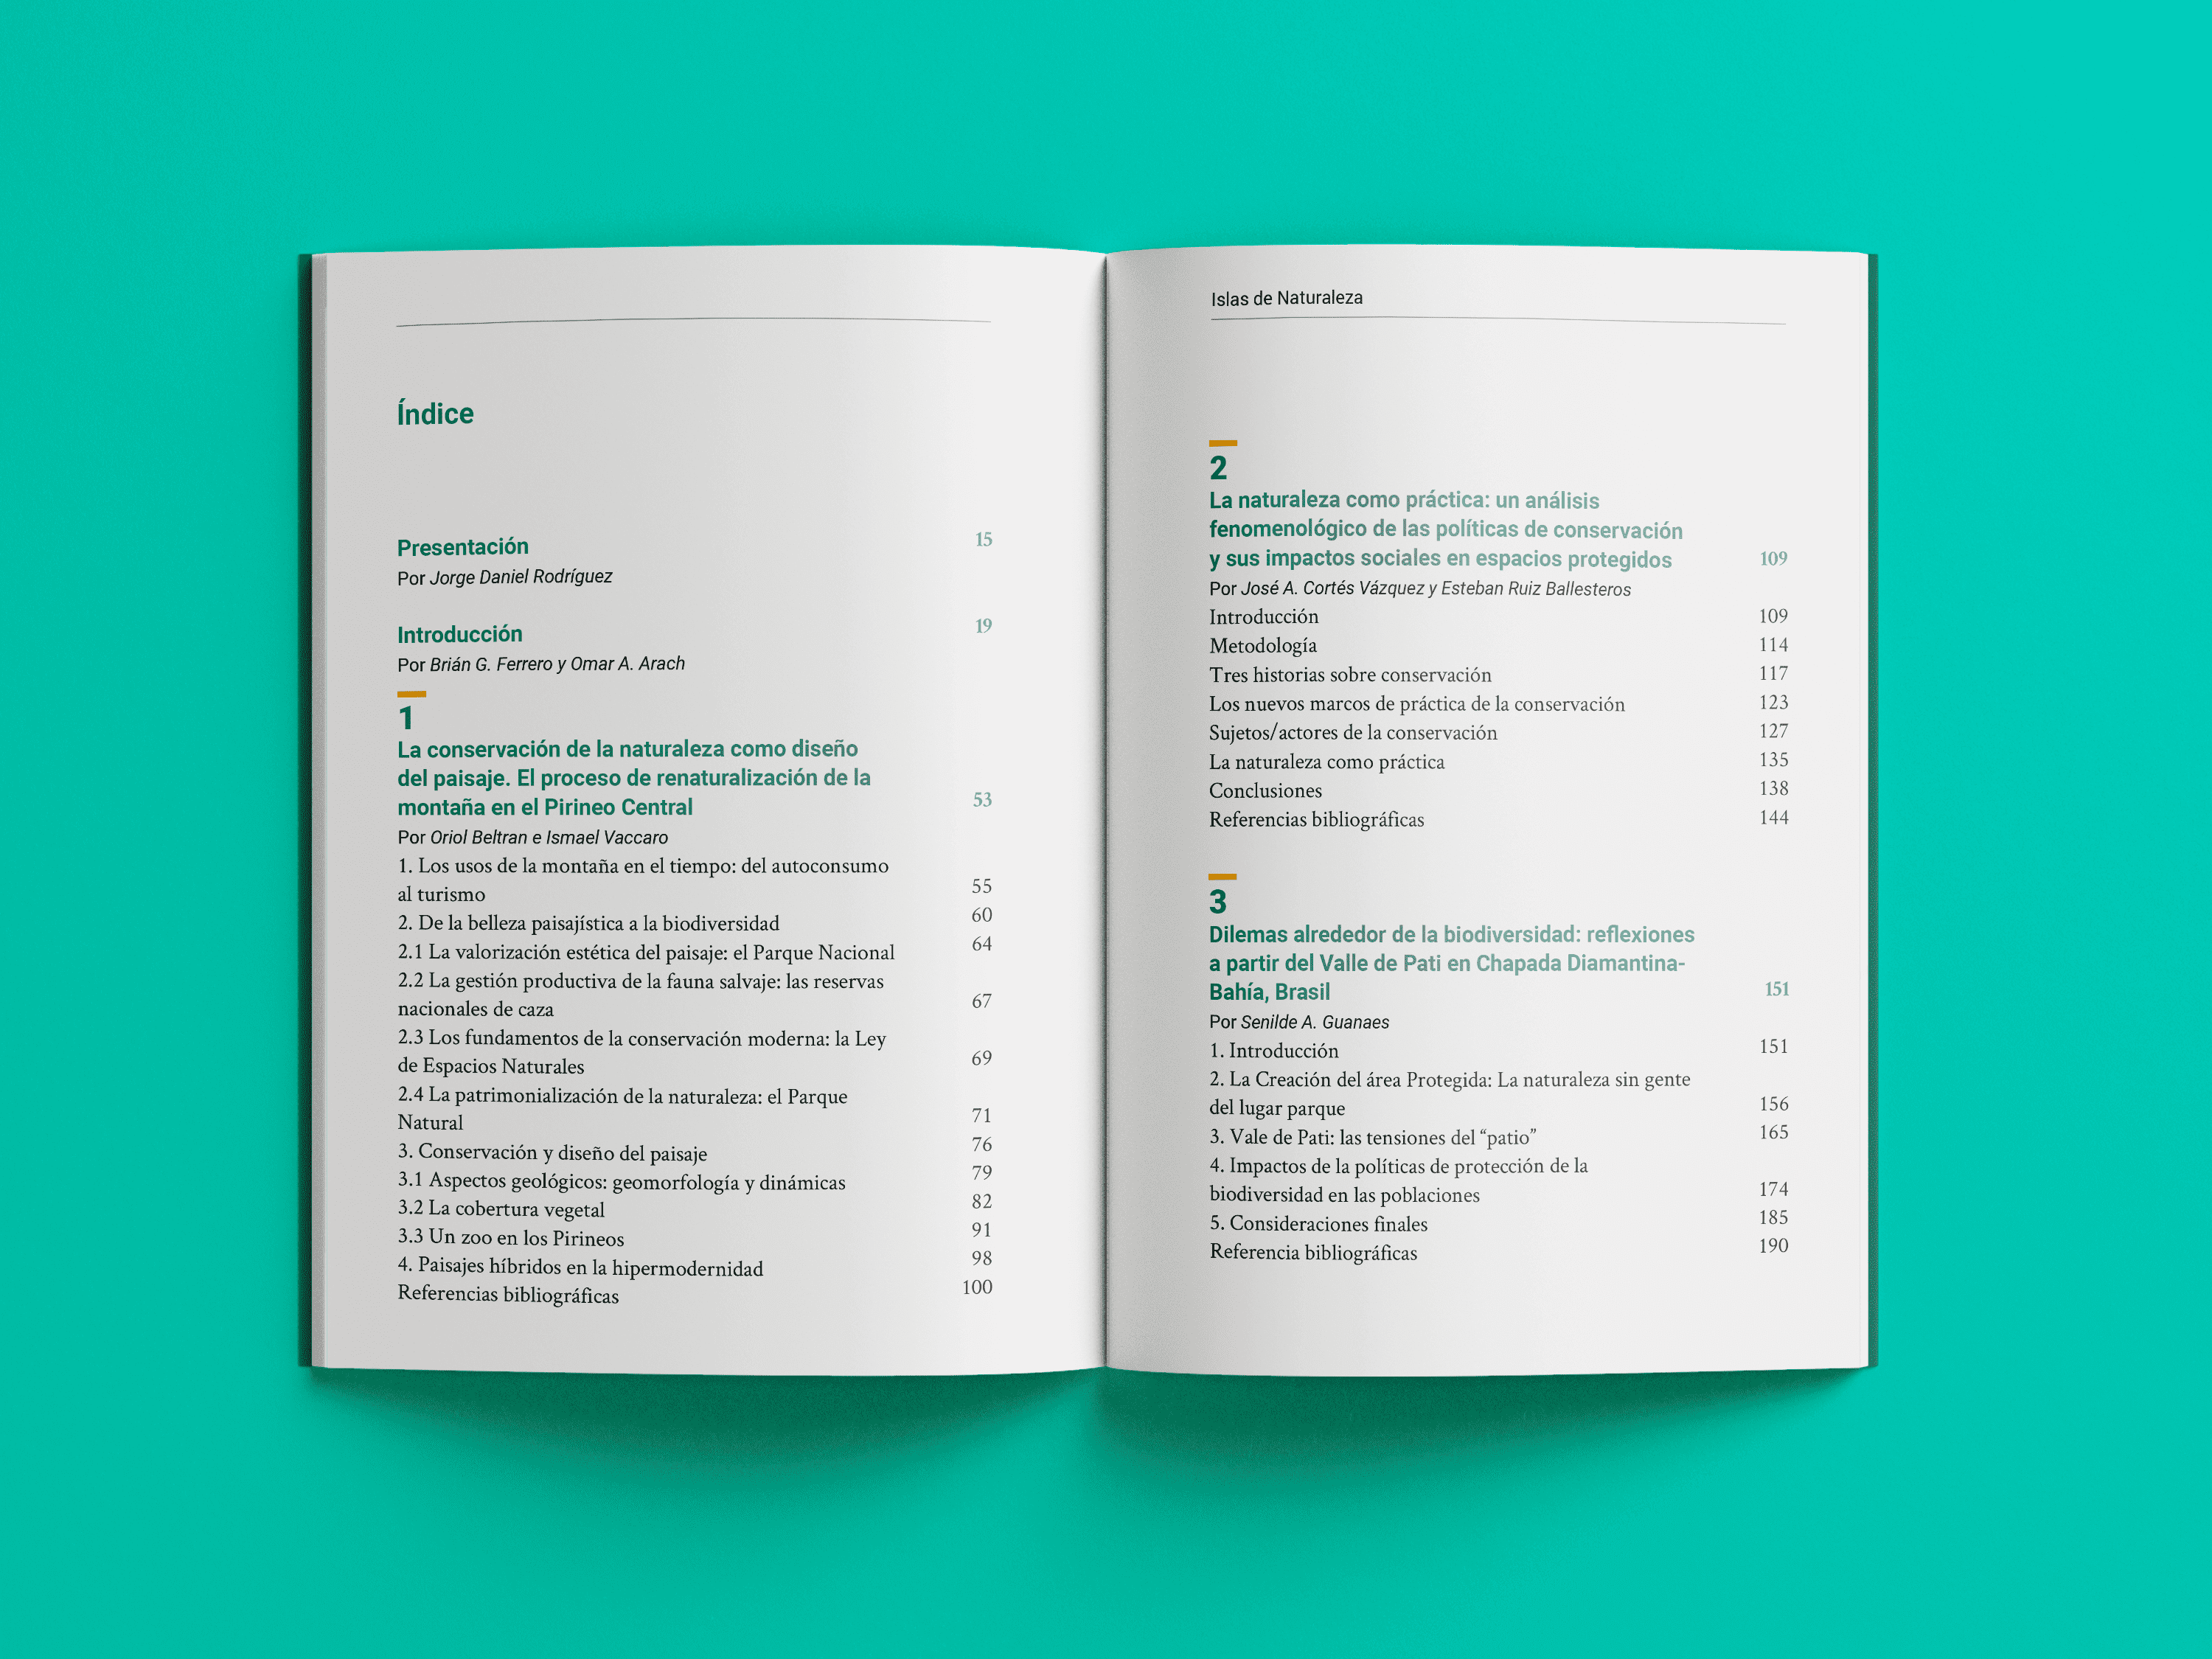 Índice
Presentación 15
Por Jorge Daniel Rodríguez
Introducción 19
Por Brián G. Ferrero y Omar A. Arach
1
La conservación de la naturaleza como diseño
del paisaje. El proceso de renaturalización de la
montaña en el Pirineo Central 53
Por Oriol Beltran e Ismael Vaccaro
1. Los usos de la montaña en el tiempo: del autoconsumo
al turismo 55
2. De la belleza paisajística a la biodiversidad 60
2.1 La valorización estética del paisaje: el Parque Nacional 64
2.2 La gestión productiva de la fauna salvaje: las reservas
nacionales de caza 67
2.3 Los fundamentos de la conservación moderna: la Ley
de Espacios Naturales 69
2.4 La patrimonialización de la naturaleza: el Parque
Natural 71
3. Conservación y diseño del paisaje 76
3.1 Aspectos geológicos: geomorfología y dinámicas 79
3.2 La cobertura vegetal 82
3.3 Un zoo en los Pirineos 91
4. Paisajes híbridos en la hipermodernidad 98
Referencias bibliográficas 100
Islas de Naturaleza
2
La naturaleza como práctica: un análisis
fenomenológico de las políticas de conservación
y sus impactos sociales en espacios protegidos 109
Por José A. Cortés Vázquez y Esteban Ruiz Ballesteros
Introducción 109
Metodología 114
Tres historias sobre conservación 117
Los nuevos marcos de práctica de la conservación 123
Sujetos/actores de la conservación 127
La naturaleza como práctica 135
Conclusiones 138
Referencias bibliográficas 144
3
Dilemas alrededor de la biodiversidad: reflexiones
a partir del Valle de Pati en Chapada Diamantina-
Bahía, Brasil 151
Por Senilde A. Guanaes
1. Introducción 151
2. La Creación del área Protegida: La naturaleza sin gente
del lugar parque 156
3. Vale de Pati: las tensiones del “patio” 165
4. Impactos de la políticas de protección de la
biodiversidad en las poblaciones 174
5. Consideraciones finales 185
Referencia bibliográficas 190